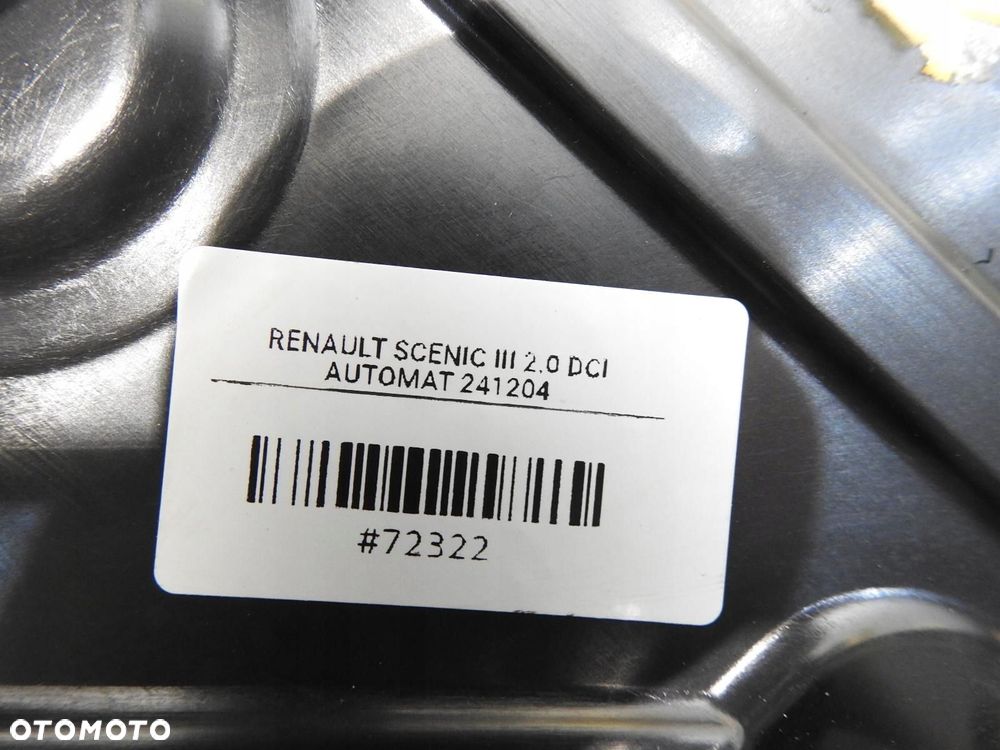 RENAULT SCENIC III 2.0 DCI
AUTOMAT 241204
#72322
OTOMOTO